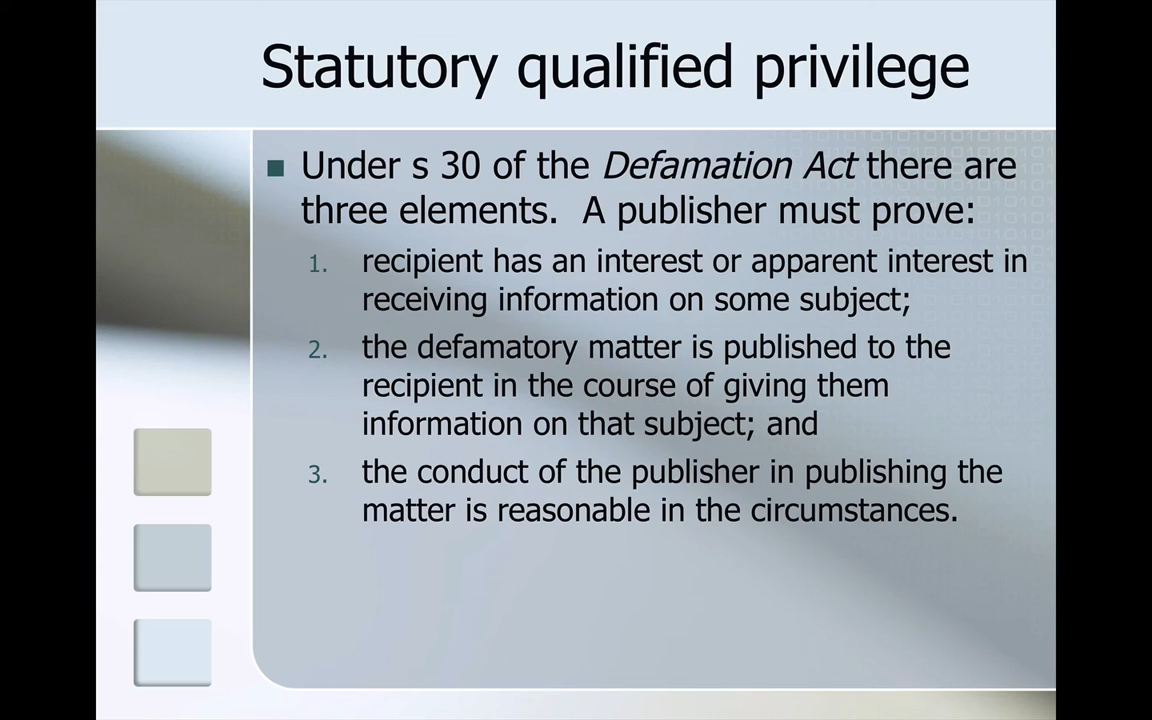 Statutory qualified privilege
Under s 30 of the Defamation Act there are
three elements.  A publisher must prove:
1. recipient has an interest or apparent interest in
receiving information on some subject;
2. the defamatory matter is published to the
recipient in the course of giving them
information on that subject; and
3. the conduct of the publisher in publishing the
matter is reasonable in the circumstances.